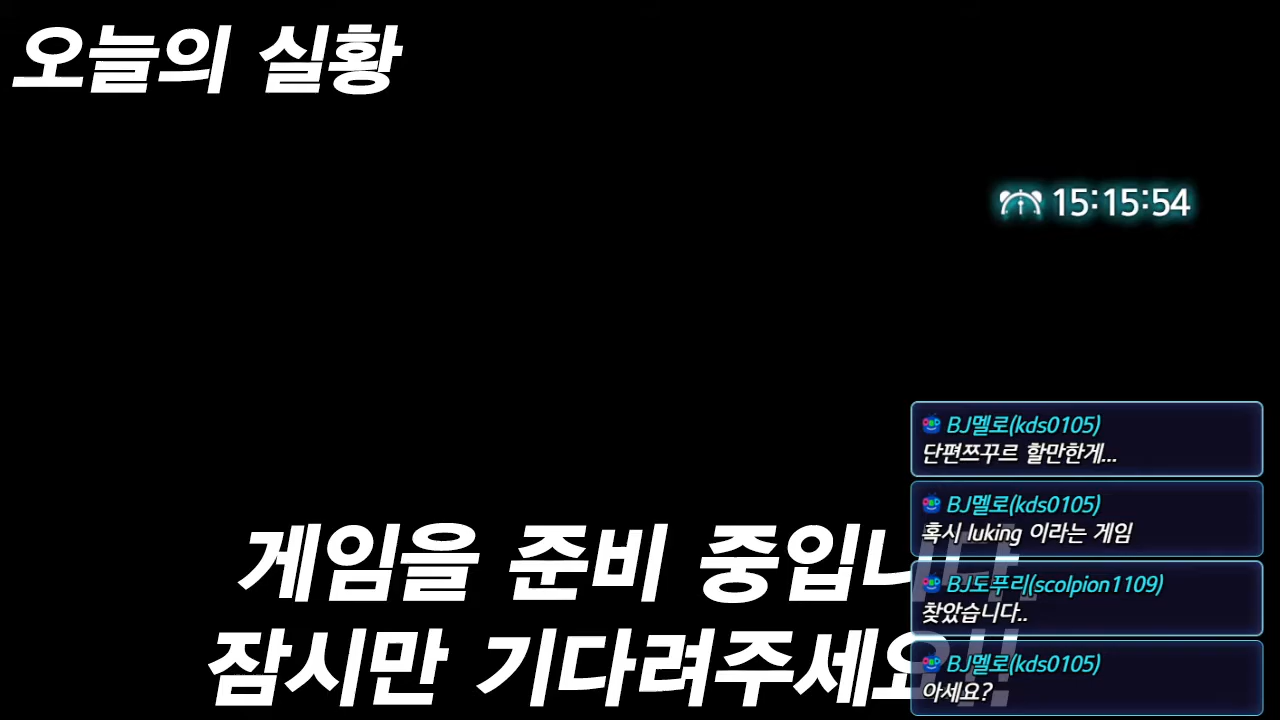 오늘의 실황
15:15:54
BJ멜로(kds0105)
단편쯔꾸르 할만한게...
BJ멜로(kds0105)
혹시 luking 이라는 게임
게임을 준비 중입니다.
BJ도푸리(scolpion1109)
찾았습니다..
잠시만 기다려주세요!!
BJ멜로(kds0105)
아세요?